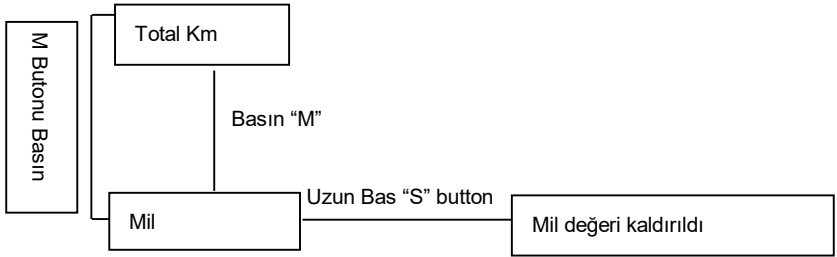 Total Km
M Butonu Basın
Basın “M”
Uzun Bas “S” button
Mil
Mil değeri kaldırıldı